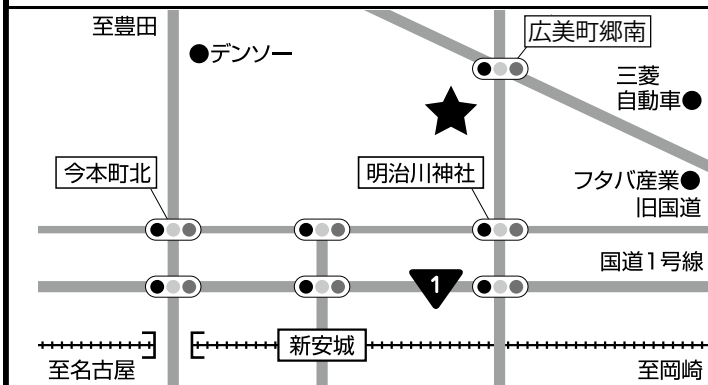 至豊田
デンソー
広美町郷南
三菱
自動車
今本町北
明治川神社
フタバ産業
旧国道
国道1号線
1
新安城
至名古屋
至岡崎